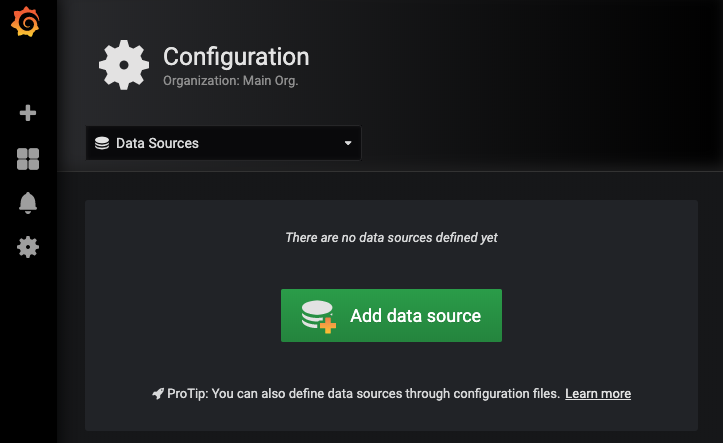 Configuration
Organization: Main Org.
Data Sources
There are no data sources defined yet
Add data source
ProTip: You can also define data sources through configuration files. Learn more